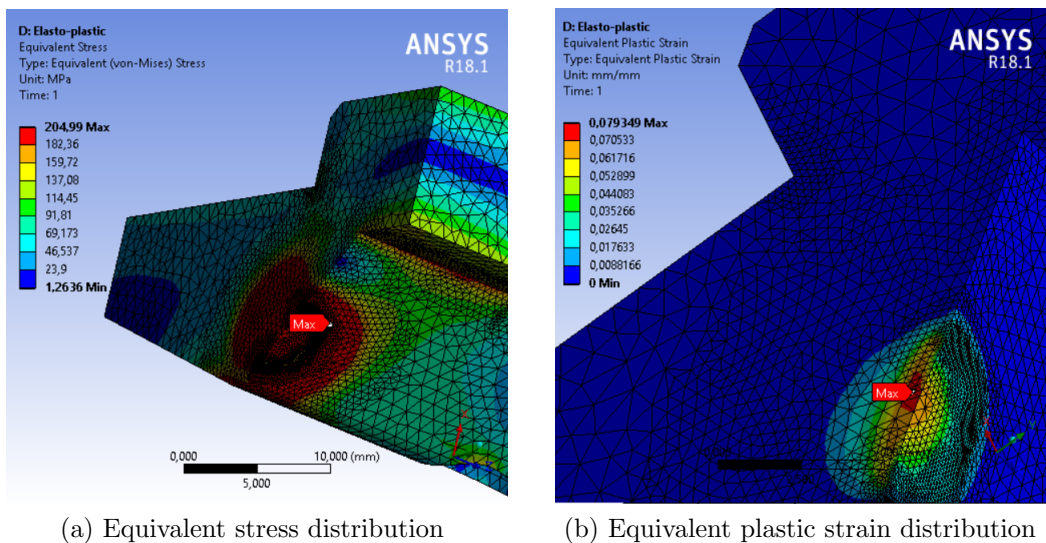 D: Elasto-plastic
Equivalent Stress
Type: Equivalent (von-Mises) Stress
Unit: MPa
Time: 1
204,99 Max
182,36
159,72
137,08
114,45
91,81
69,173
46,537
23,9
1,2636 Min
ANSYS
R18.1
Max
0,000
10,000 (mm)
5,000
(a) Equivalent stress distribution
D: Elasto-plastic
Equivalent Plastic Strain
Type: Equivalent Plastic Strain
Unit: mm/mm
Time: 1
0,079349 Max
0,070533
0,061716
0,052899
0,044083
0,035266
0,02645
0,017633
0,0088166
0 Min
ANSYS
R18.1
Max
(b) Equivalent plastic strain distribution